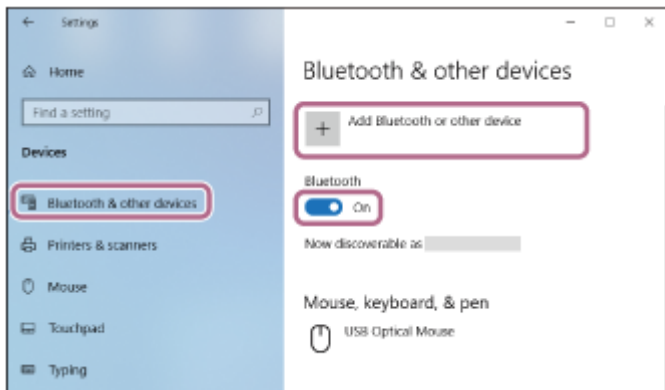 Settings
Home
Find a setting
Devices
Bluetooth & other devices
Printers & scanners
Mouse
Touchpad
Typing
Bluetooth & other devices
Add Bluetooth or other device
Bluetooth
On
Now discoverable as
Mouse, keyboard, & pen
USB Optical Mouse